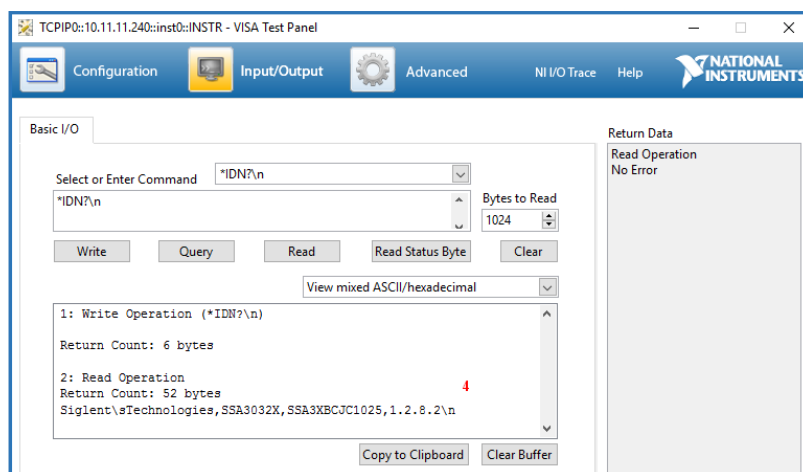 TCPIP0::10.11.11.240::inst0::INSTR - VISA Test Panel
Configuration Input/Output Advanced NI I/O Trace Help NATIONAL INSTRUMENTS
Basic I/O
Return Data
Read Operation
No Error
Select or Enter Command *IDN?\n
*IDN?\n
Bytes to Read
1024
Write Query Read Read Status Byte Clear
View mixed ASCII/hexadecimal
1: Write Operation (*IDN?\n)
Return Count: 6 bytes
2: Read Operation
4
Return Count: 52 bytes
Siglent\sTechnologies,SSA3032X,SSA3XBCJC1025,1.2.8.2\n
Copy to Clipboard Clear Buffer